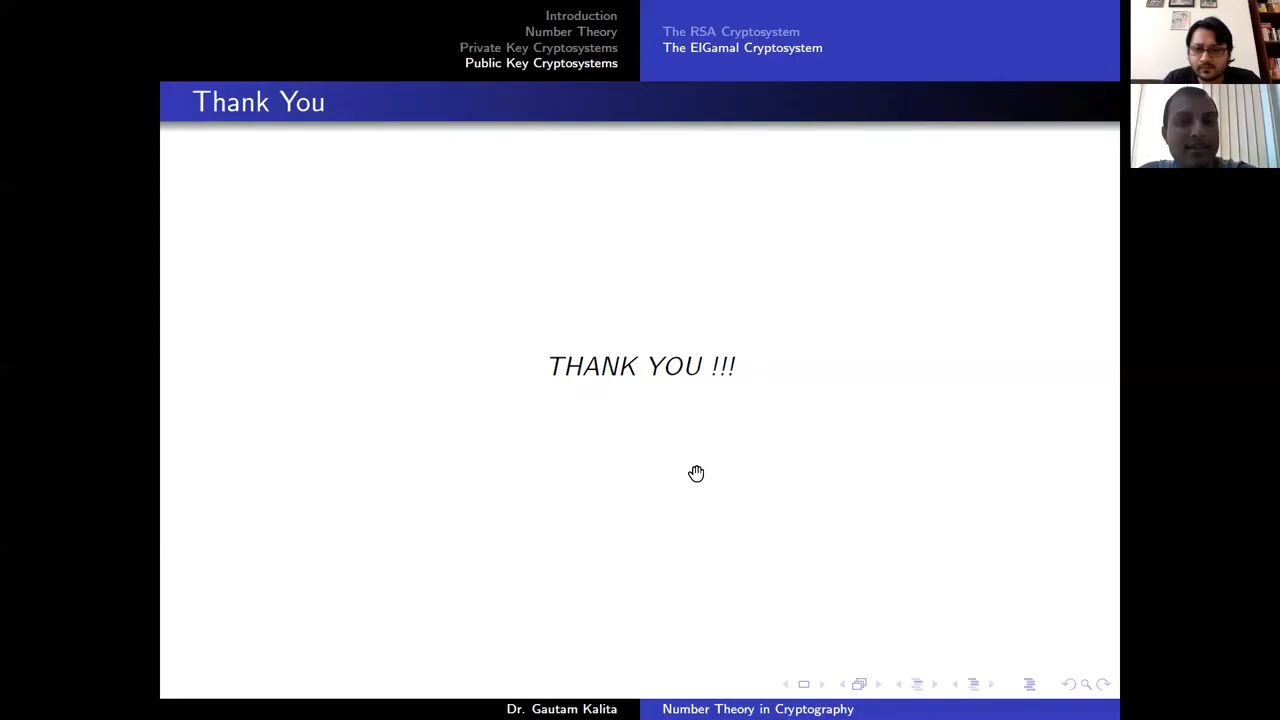 Introduction
Number Theory
Private Key Cryptosystems
Public Key Cryptosystems
The RSA Cryptosystem
The ElGamal Cryptosystem
Thank You
THANK YOU !!!
Dr. Gautam Kalita
Number Theory in Cryptography